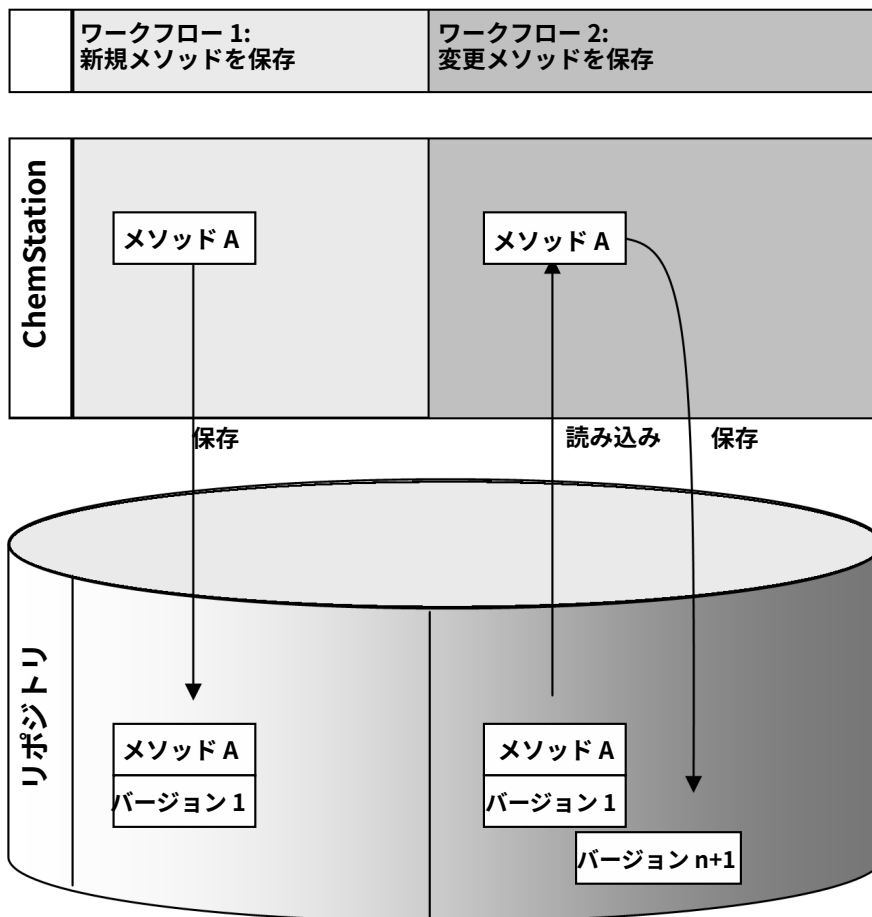 ワークフロー 1:
新規メソッドを保存
ワークフロー 2:
変更メソッドを保存
ChemStation
メソッド A
メソッド A
保存
読み込み
保存
リポジトリ
メソッド A
バージョン 1
メソッド A
バージョン 1
バージョン n+1